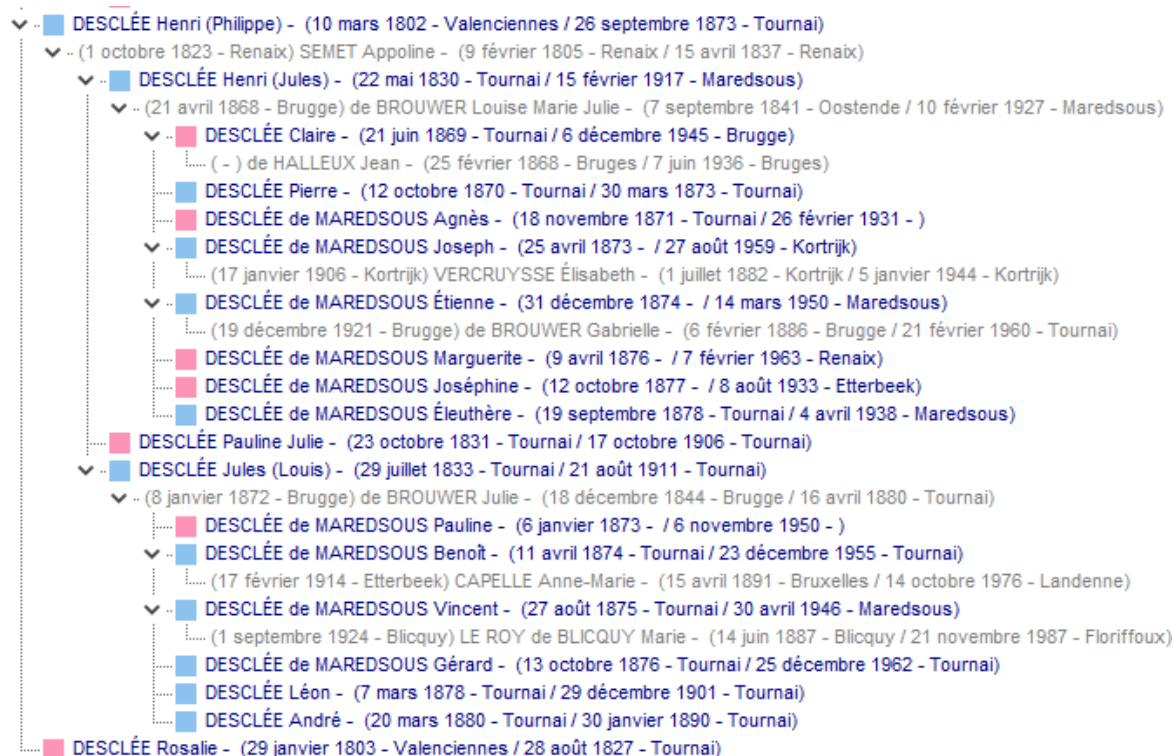 DESCLÉE Henri (Philippe) - (10 mars 1802 - Valenciennes / 26 septembre 1873 - Tournai)
(1 octobre 1823 - Renaix) SEMET Appoline - (9 février 1805 - Renaix / 15 avril 1837 - Renaix)
DESCLÉE Henri (Jules) - (22 mai 1830 - Tournai / 15 février 1917 - Maredsous)
(21 avril 1868 - Brugge) de BROUWER Louise Marie Julie - (7 septembre 1841 - Oostende / 10 février 1927 - Maredsous)
DESCLÉE Claire - (21 juin 1869 - Tournai / 6 décembre 1945 - Brugge)
( - ) de HALLEUX Jean - (25 février 1868 - Bruges / 7 juin 1936 - Bruges)
DESCLÉE Pierre - (12 octobre 1870 - Tournai / 30 mars 1873 - Tournai)
DESCLÉE de MAREDSOUS Agnès - (18 novembre 1871 - Tournai / 26 février 1931 - )
DESCLÉE de MAREDSOUS Joseph - (25 avril 1873 - / 27 août 1959 - Kortrijk)
(17 janvier 1906 - Kortrijk) VERCRUYSSE Élisabeth - (1 juillet 1882 - Kortrijk / 5 janvier 1944 - Kortrijk)
DESCLÉE de MAREDSOUS Étienne - (31 décembre 1874 - / 14 mars 1950 - Maredsous)
(19 décembre 1921 - Brugge) de BROUWER Gabrielle - (6 février 1886 - Brugge / 21 février 1960 - Tournai)
DESCLÉE de MAREDSOUS Marguerite - (9 avril 1876 - / 7 février 1963 - Renaix)
DESCLÉE de MAREDSOUS Joséphine - (12 octobre 1877 - / 8 août 1933 - Etterbeek)
DESCLÉE de MAREDSOUS Éleuthère - (19 septembre 1878 - Tournai / 4 avril 1938 - Maredsous)
DESCLÉE Pauline Julie - (23 octobre 1831 - Tournai / 17 octobre 1906 - Tournai)
DESCLÉE Jules (Louis) - (29 juillet 1833 - Tournai / 21 août 1911 - Tournai)
(8 janvier 1872 - Brugge) de BROUWER Julie - (18 décembre 1844 - Brugge / 16 avril 1880 - Tournai)
DESCLÉE de MAREDSOUS Pauline - (6 janvier 1873 - / 6 novembre 1950 - )
DESCLÉE de MAREDSOUS Benoît - (11 avril 1874 - Tournai / 23 décembre 1955 - Tournai)
(17 février 1914 - Etterbeek) CAPELLE Anne-Marie - (15 avril 1891 - Bruxelles / 14 octobre 1976 - Landenne)
DESCLÉE de MAREDSOUS Vincent - (27 août 1875 - Tournai / 30 avril 1946 - Maredsous)
(1 septembre 1924 - Blicquy) LE ROY de BLICQUY Marie - (14 juin 1887 - Blicquy / 21 novembre 1987 - Floriffoux)
DESCLÉE de MAREDSOUS Gérard - (13 octobre 1876 - Tournai / 25 décembre 1962 - Tournai)
DESCLÉE Léon - (7 mars 1878 - Tournai / 29 décembre 1901 - Tournai)
DESCLÉE André - (20 mars 1880 - Tournai / 30 janvier 1890 - Tournai)
DESCLÉE Rosalie - (29 janvier 1803 - Valenciennes / 28 août 1827 - Tournai)